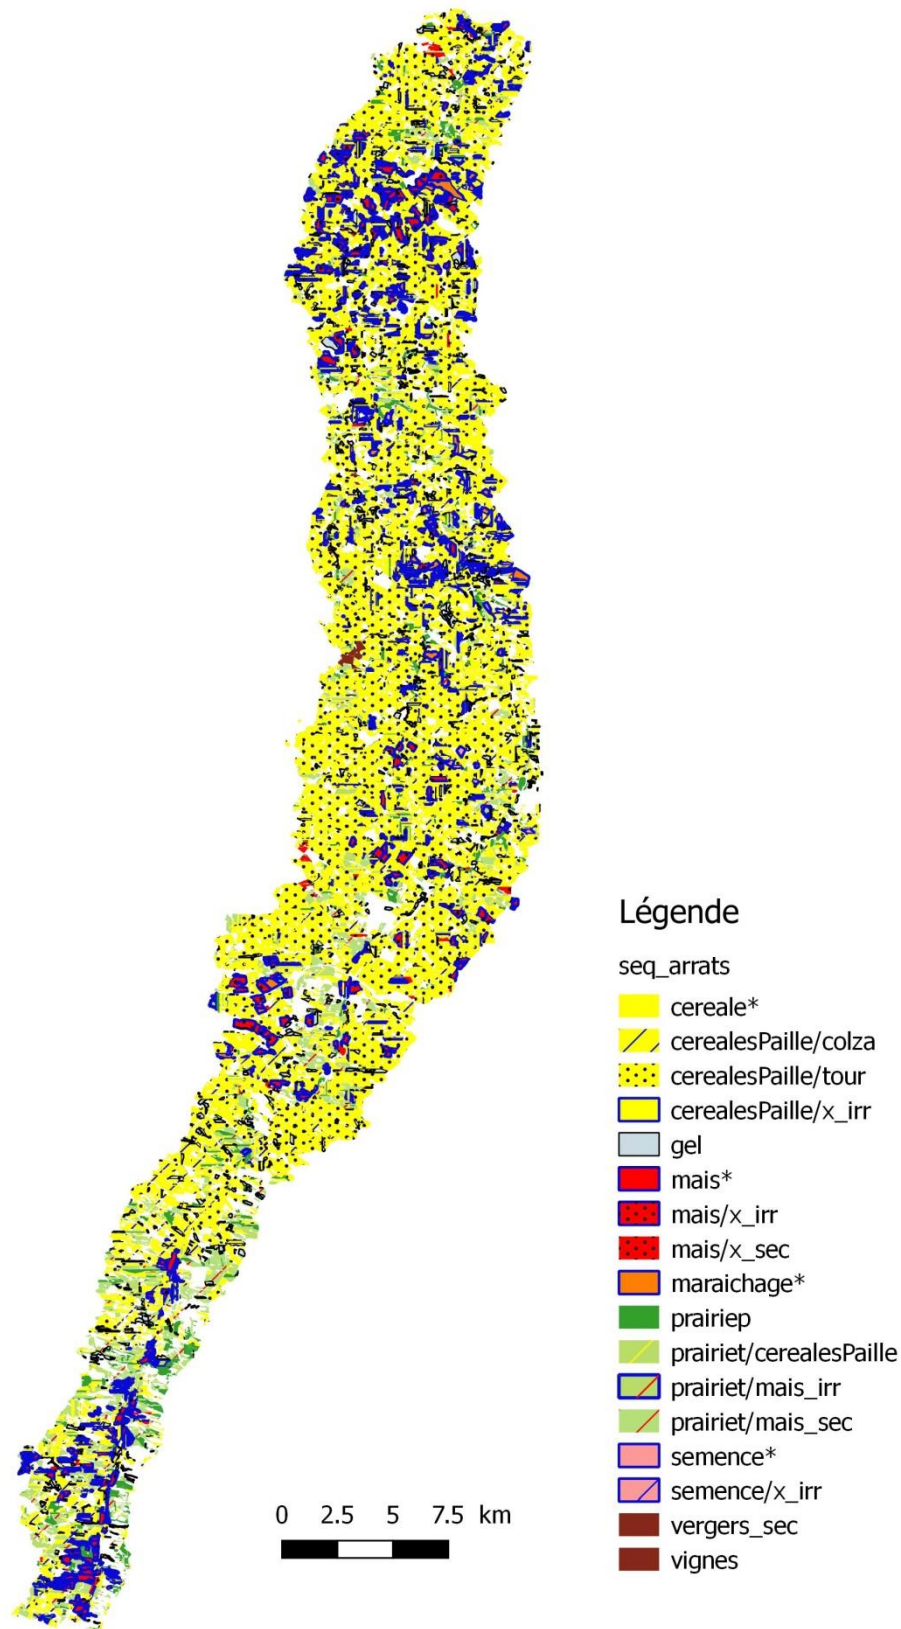 Légende
seq_arrats
cereale*
cerealesPaille/colza
cerealesPaille/tour
cerealesPaille/x_irr
gel
mais*
mais/x_irr
mais/x_sec
maraichage*
prairiep
prairiet/cerealesPaille
prairiet/mais_irr
prairiet/mais_sec
semence*
semence/x_irr
vergers_sec
vignes
0 2.5 5 7.5 km